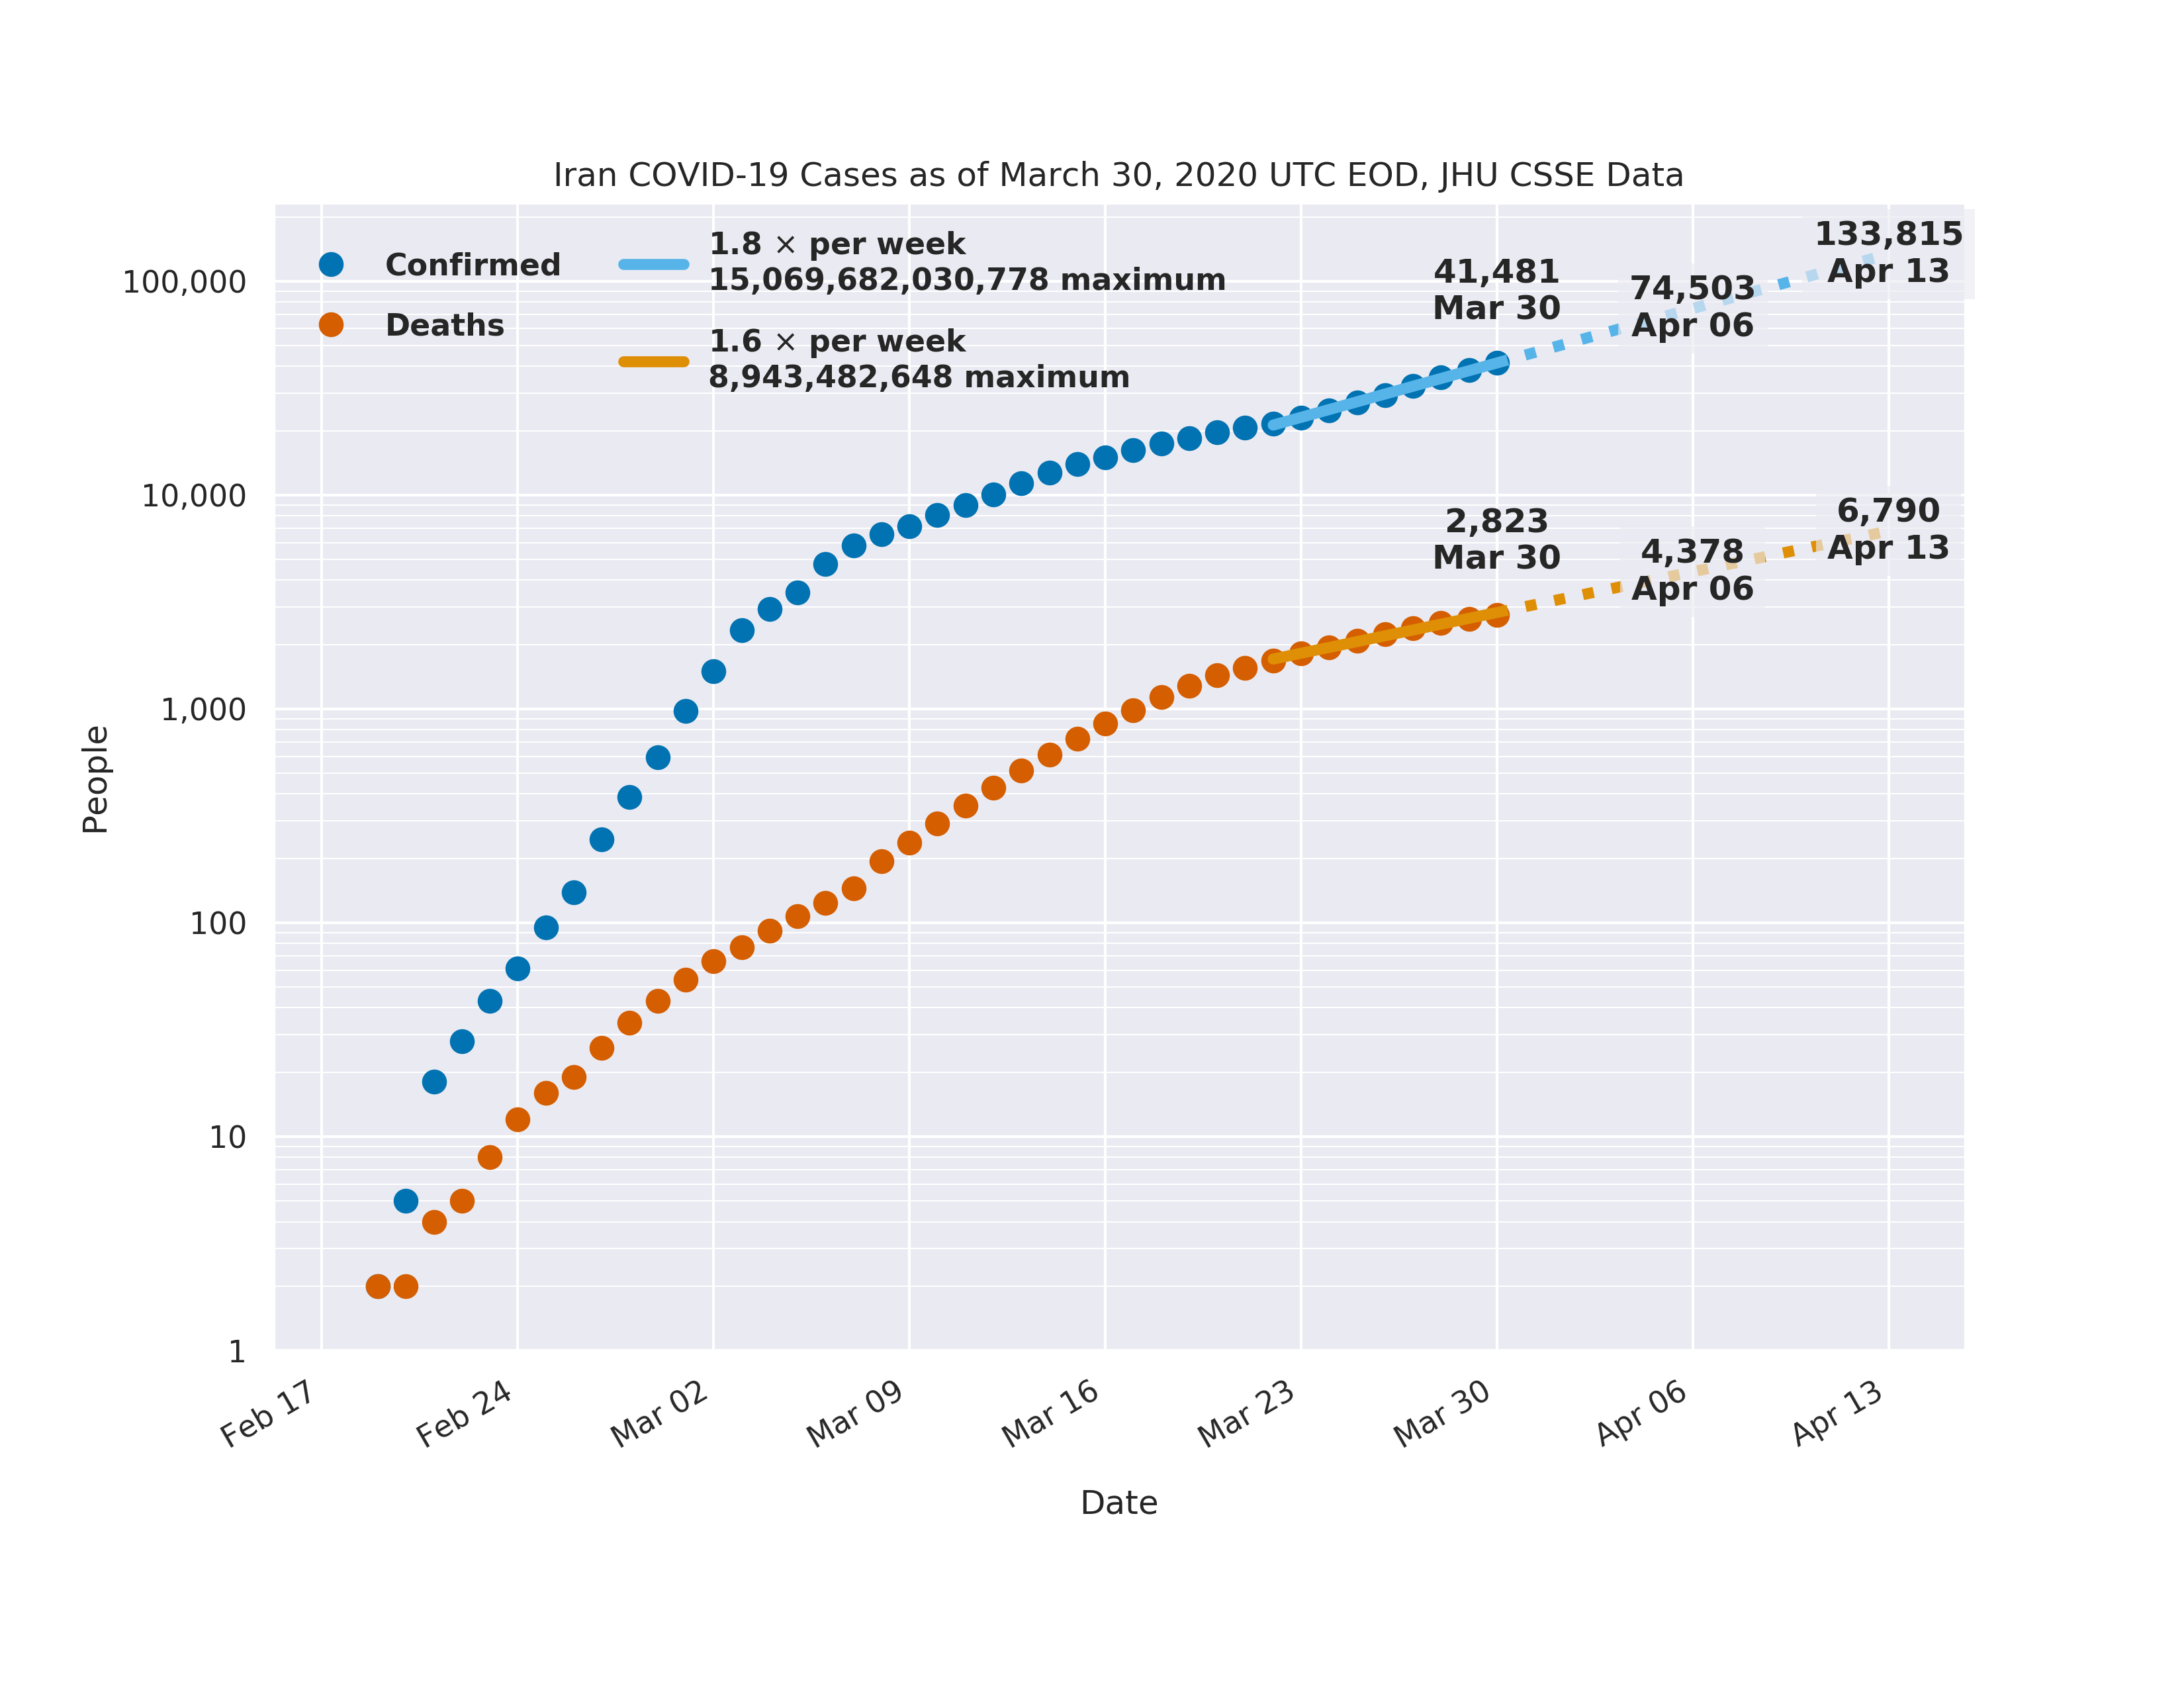 Iran COVID-19 Cases as of March 30, 2020 UTC EOD, JHU CSSE Data
Confirmed
Deaths
1.8 × per week
15,069,682,030,778 maximum
1.6 × per week
8,943,482,648 maximum
41,481
Mar 30
74,503
Apr 06
133,815
Apr 13
2,823
Mar 30
4,378
Apr 06
6,790
Apr 13
People
100,000
10,000
1,000
100
10
1
Feb 17
Feb 24
Mar 02
Mar 09
Mar 16
Mar 23
Mar 30
Apr 06
Apr 13
Date